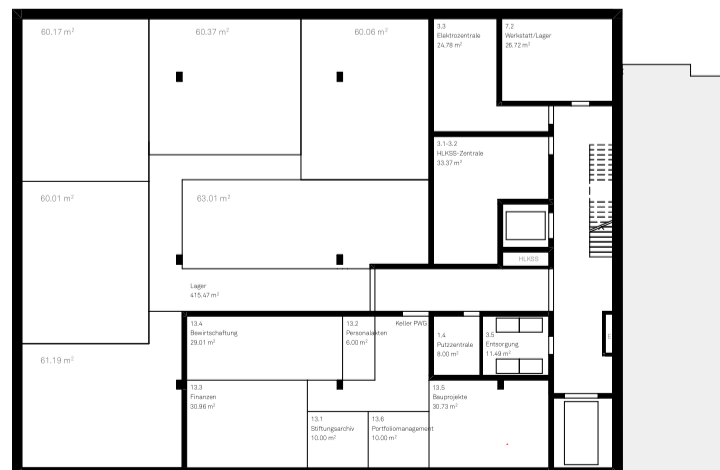 60.17 m²
60.37 m²
60.06 m²
3.3
Elektrozentrale
24.78 m²
7.2
Werkstatt/Lager
26.72 m²
3.1-3.2
HLKSS-Zentrale
33.37 m²
60.01 m²
63.01 m²
HLKSS
Lager
415.47 m²
13.4
Bewirtschaftung
29.01 m²
13.2
Personalakten
6.00 m²
Keller PWG
1.4
Putzzentrale
8.00 m²
3.5
Entsorgung
11.49 m²
E
61.19 m²
13.3
Finanzen
30.96 m²
13.5
Bauprojekte
30.73 m²
13.1
Stiftungsarchiv
10.00 m²
13.6
Portfoliomanagement
10.00 m²